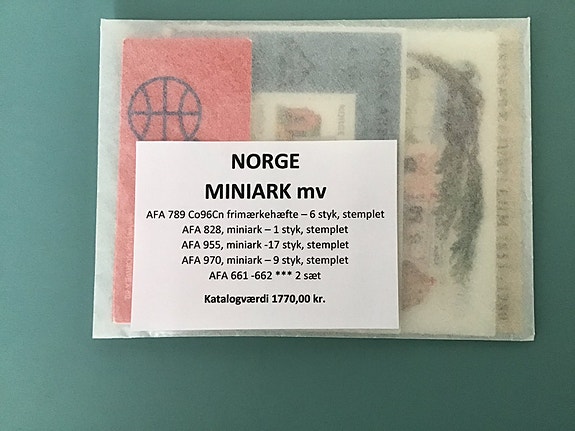 NORGE
MINIARK mv
AFA 789 Co96Cn frimærkehæfte – 6 styk, stemplet
AFA 828, miniark – 1 styk, stemplet
AFA 955, miniark -17 styk, stemplet
AFA 970, miniark – 9 styk, stemplet
AFA 661 -662 *** 2 sæt
Katalogværdi 1770,00 kr.